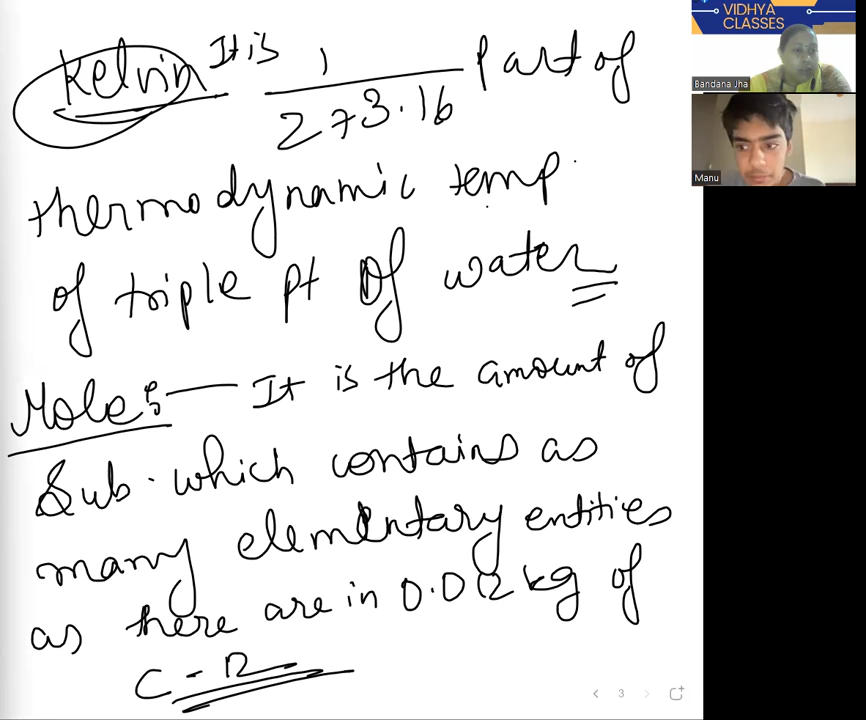 Kelvin It is 1/273.16 Part of
thermodynamic temp.
of triple pt of water
Mole :— It is the amount of
Sub. which contains as
many elementary entities
as there are in 0.012 kg of
C-12
VIDHYA
CLASSES
Bandana Jha
Manu
3